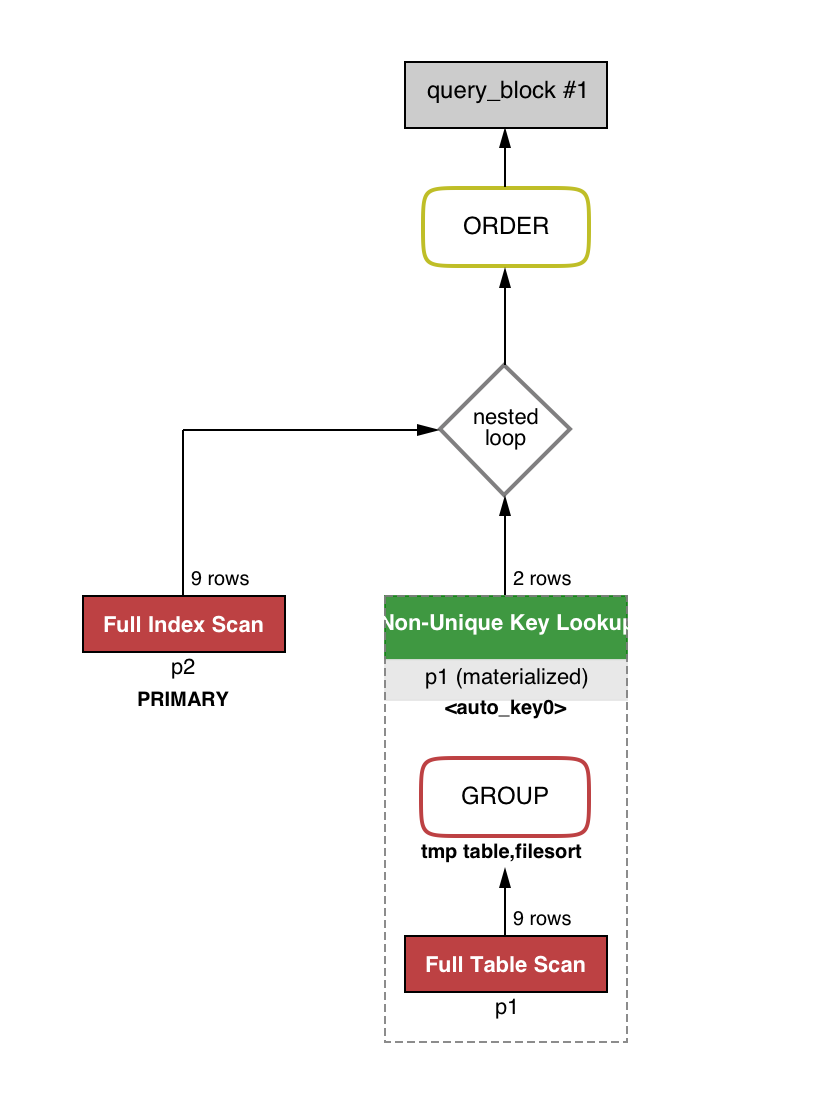 query_block #1
ORDER
nested
loop
9 rows
2 rows
Full Index Scan
Non-Unique Key Lookup
p2
p1 (materialized)
PRIMARY
<auto_key0>
GROUP
tmp table,filesort
9 rows
Full Table Scan
p1